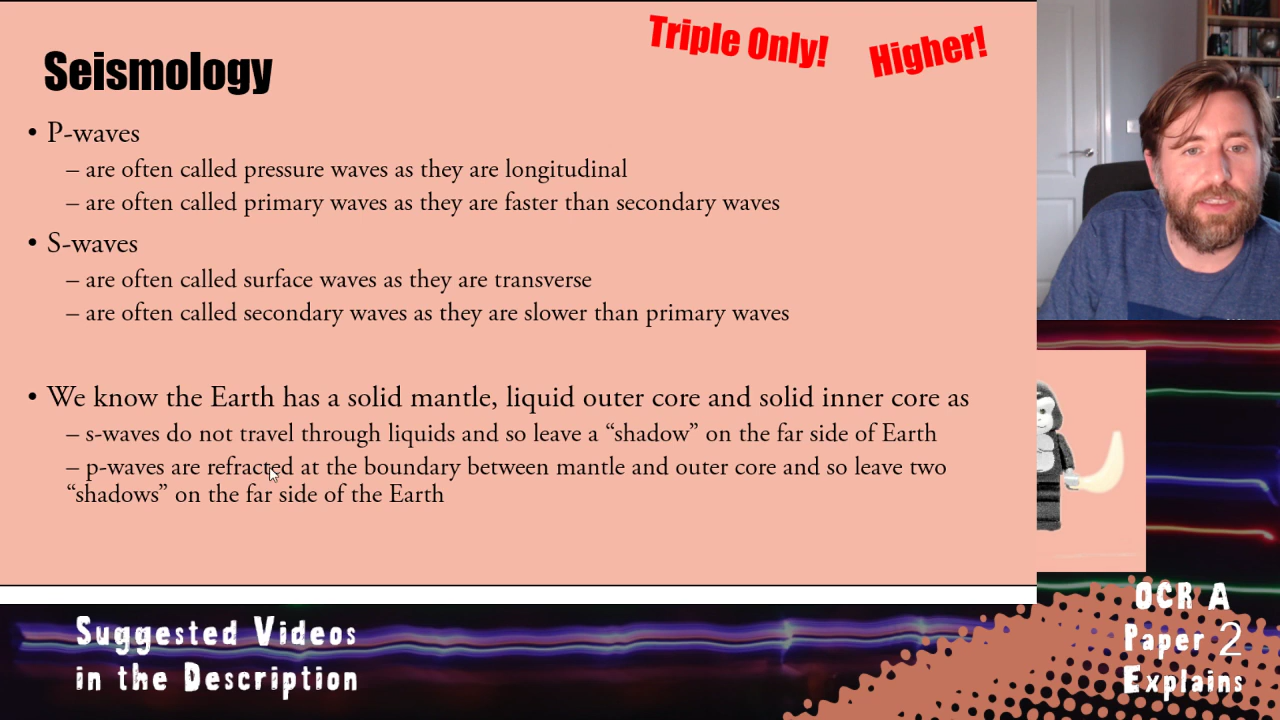 Triple Only!
Higher!
Seismology
• P-waves
– are often called pressure waves as they are longitudinal
– are often called primary waves as they are faster than secondary waves
• S-waves
– are often called surface waves as they are transverse
– are often called secondary waves as they are slower than primary waves
• We know the Earth has a solid mantle, liquid outer core and solid inner core as
– s-waves do not travel through liquids and so leave a “shadow” on the far side of Earth
– p-waves are refracted at the boundary between mantle and outer core and so leave two
“shadows” on the far side of the Earth
Suggested Videos
in the Description
OCR A
Paper 2
Explains